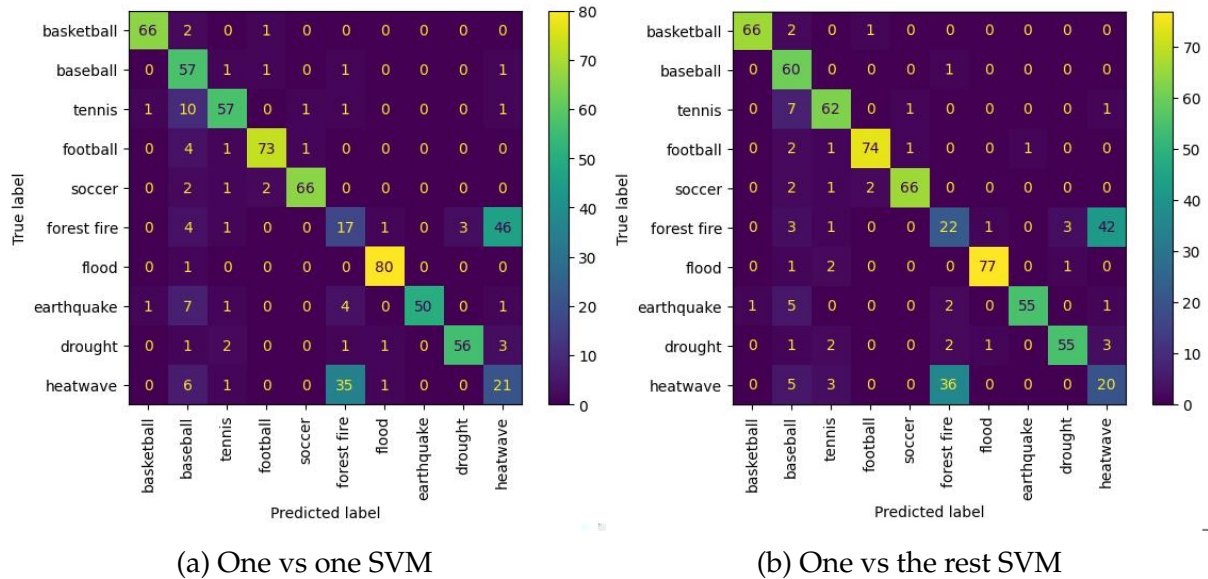 basketball 66 2 0 1 0 0 0 0 0 0
baseball 0 57 1 1 0 1 0 0 0 1
tennis 1 10 57 0 1 1 0 0 0 1
football 0 4 1 73 1 0 0 0 0 0
soccer 0 2 1 2 66 0 0 0 0 0
forest fire 0 4 1 0 0 17 1 0 3 46
flood 0 1 0 0 0 0 80 0 0 0
earthquake 1 7 1 0 0 4 0 50 0 1
drought 0 1 2 0 0 1 1 0 56 3
heatwave 0 6 1 0 0 35 1 0 0 21
True label
basketball
baseball
tennis
football
soccer
forest fire
flood
earthquake
drought
heatwave
Predicted label
80
70
60
50
40
30
20
10
0
(a) One vs one SVM
basketball 66 2 0 1 0 0 0 0 0 0
baseball 0 60 0 0 0 1 0 0 0 0
tennis 0 7 62 0 1 0 0 0 0 1
football 0 2 1 74 1 0 0 1 0 0
soccer 0 2 1 2 66 0 0 0 0 0
forest fire 0 3 1 0 0 22 1 0 3 42
flood 0 1 2 0 0 0 77 0 1 0
earthquake 1 5 0 0 0 2 0 55 0 1
drought 0 1 2 0 0 2 1 0 55 3
heatwave 0 5 3 0 0 36 0 0 0 20
True label
basketball
baseball
tennis
football
soccer
forest fire
flood
earthquake
drought
heatwave
Predicted label
70
60
50
40
30
20
10
0
(b) One vs the rest SVM